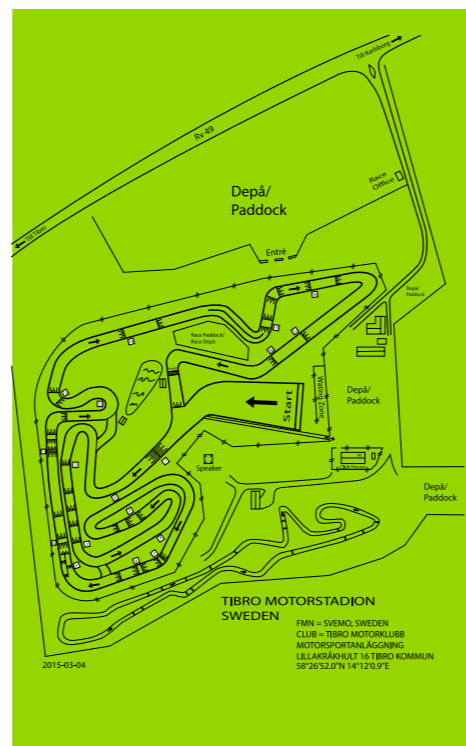 Till Karlsborg
Rv 49
Till Tibro
Race
Office
Depå/
Paddock
Entré
Depå/
Paddock
Race Paddock/
Race Depå
Start
Waiting Zone
Depå/
Paddock
Speaker
Depå/
Paddock
TIBRO MOTORSTADION
SWEDEN
FMN = SVEMO, SWEDEN
CLUB = TIBRO MOTORKLUBB
MOTORSPORTANLÄGGNING
LILLAKRÅKHULT 16 TIBRO KOMMUN
58°26'52.0"N 14°12'0.9"E
2015-03-04